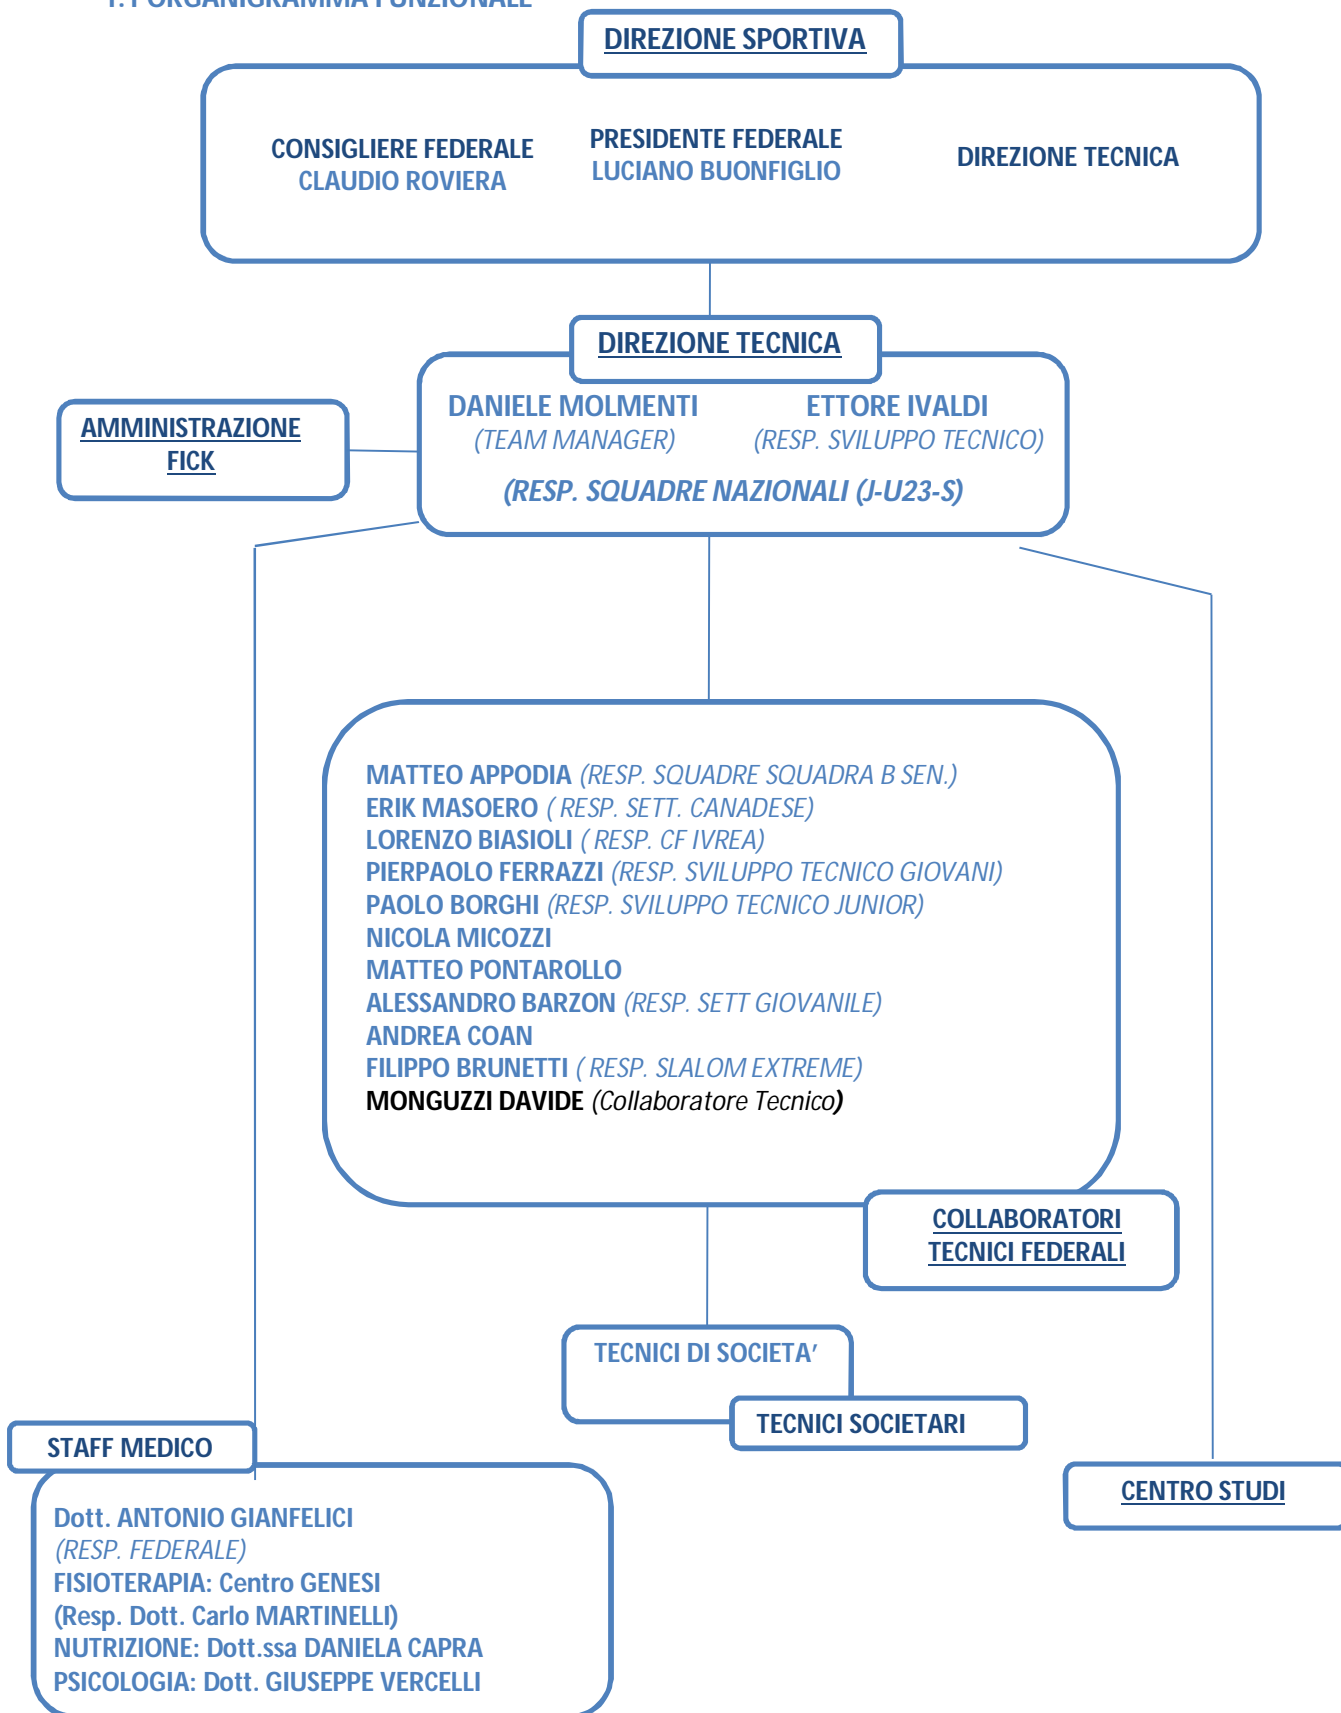 1.1 ORGANIGRAMMA FUNZIONALE
DIREZIONE SPORTIVA
CONSIGLIERE FEDERALE
CLAUDIO ROVIERA
PRESIDENTE FEDERALE
LUCIANO BUONFIGLIO
DIREZIONE TECNICA
DIREZIONE TECNICA
DANIELE MOLMENTI
(TEAM MANAGER)
ETTORE IVALDI
(RESP. SVILUPPO TECNICO)
(RESP. SQUADRE NAZIONALI (J-U23-S)
AMMINISTRAZIONE
FICK
MATTEO APPODIA (RESP. SQUADRE SQUADRA B SEN.)
ERIK MASOERO ( RESP. SETT. CANADESE)
LORENZO BIASIOLI ( RESP. CF IVREA)
PIERPAOLO FERRAZZI (RESP. SVILUPPO TECNICO GIOVANI)
PAOLO BORGHI (RESP. SVILUPPO TECNICO JUNIOR)
NICOLA MICOZZI
MATTEO PONTAROLLO
ALESSANDRO BARZON (RESP. SETT GIOVANILE)
ANDREA COAN
FILIPPO BRUNETTI ( RESP. SLALOM EXTREME)
MONGUZZI DAVIDE (Collaboratore Tecnico)
COLLABORATORI
TECNICI FEDERALI
TECNICI DI SOCIETA'
TECNICI SOCIETARI
STAFF MEDICO
Dott. ANTONIO GIANFELICI
(RESP. FEDERALE)
FISIOTERAPIA: Centro GENESI
(Resp. Dott. Carlo MARTINELLI)
NUTRIZIONE: Dott.ssa DANIELA CAPRA
PSICOLOGIA: Dott. GIUSEPPE VERCELLI
CENTRO STUDI